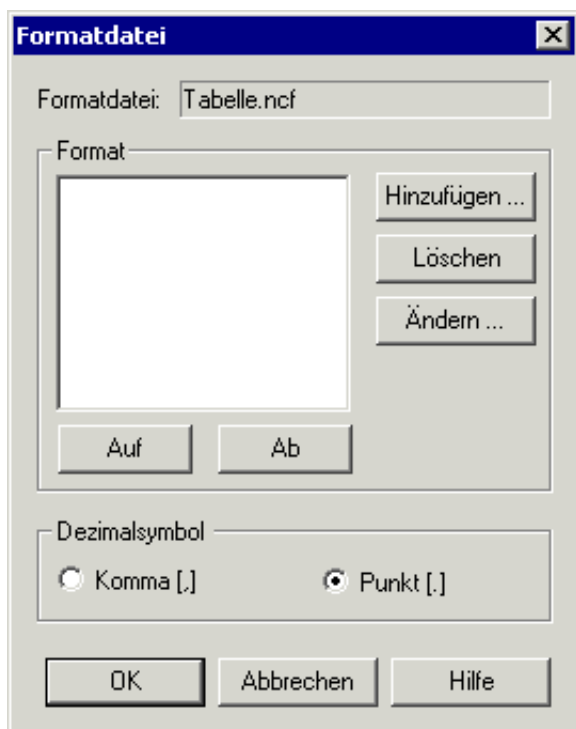 Formatdatei
Formatdatei: Tabelle.ncf
Format
Hinzufügen ...
Löschen
Ändern ...
Auf Ab
Dezimalsymbol
Komma [,] Punkt [.]
OK Abbrechen Hilfe